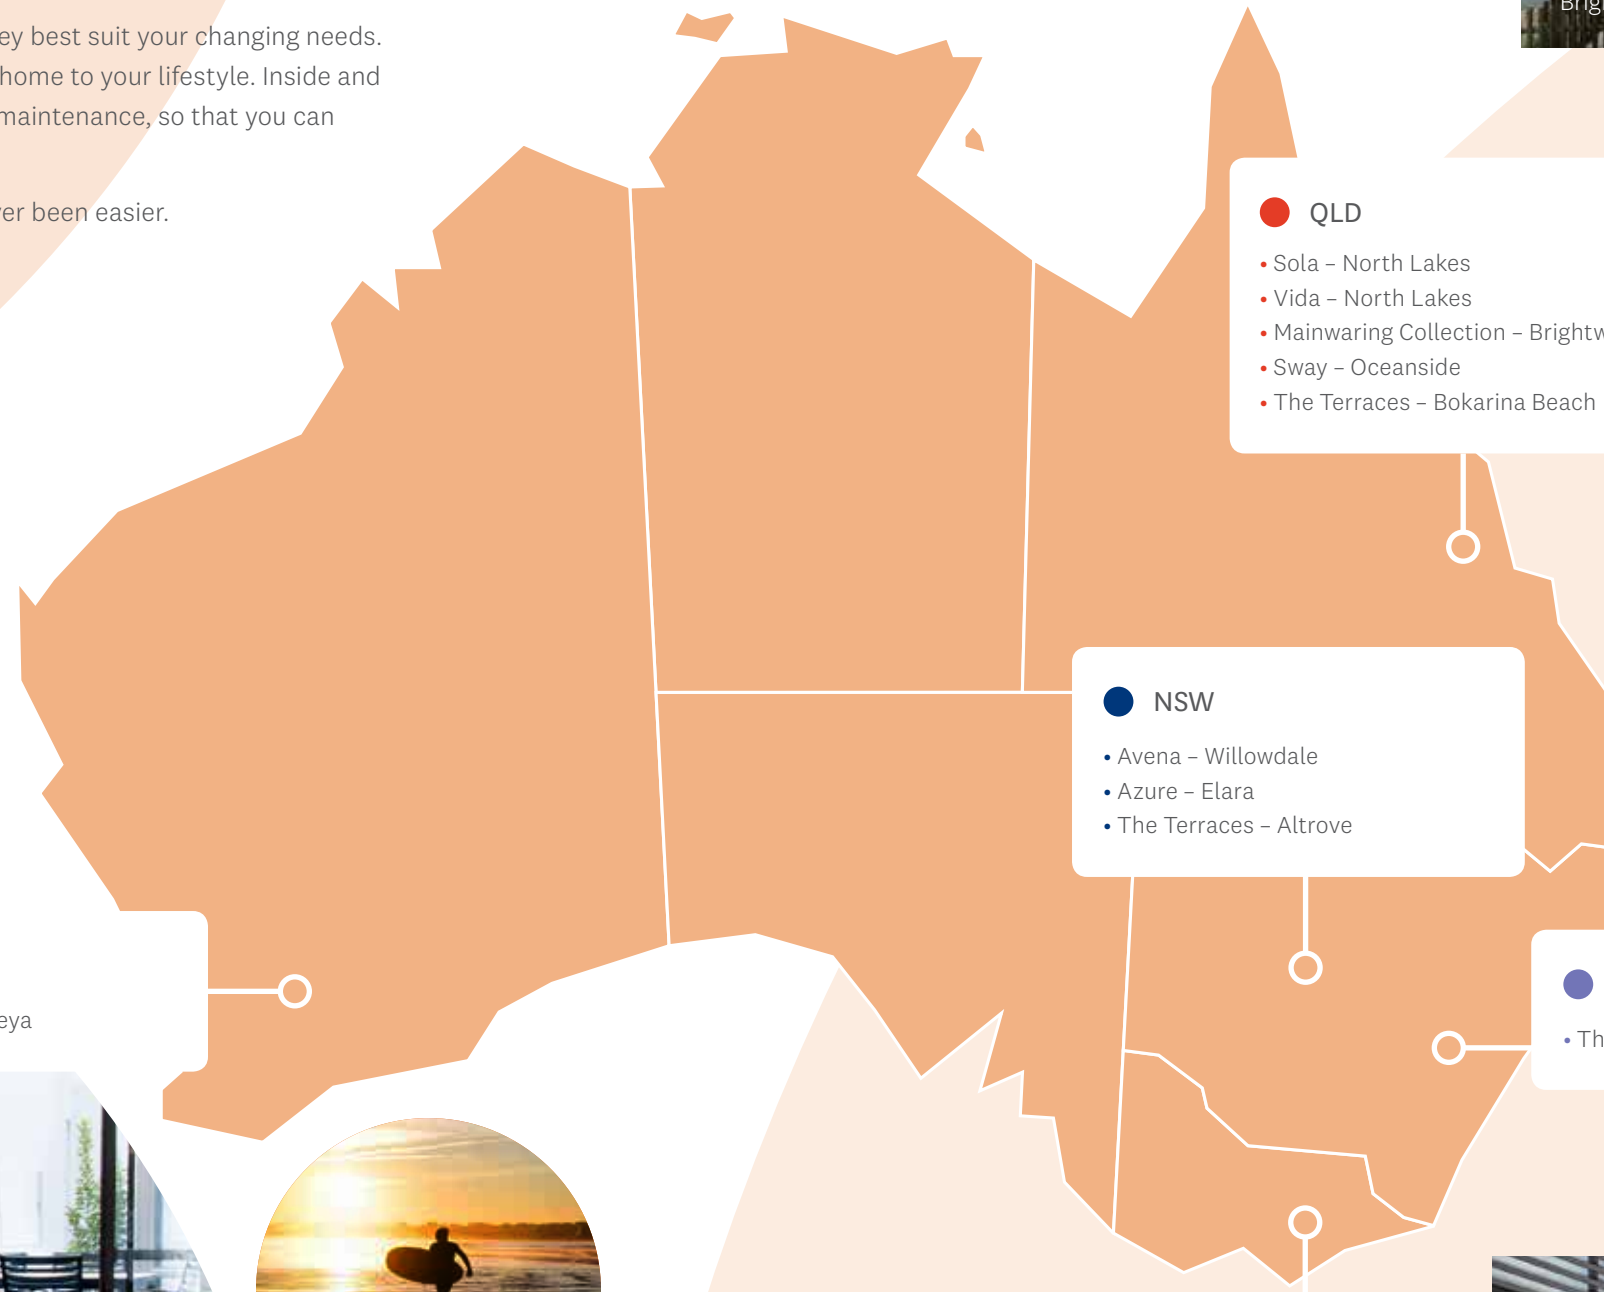 ey best suit your changing needs.
home to your lifestyle. Inside and
maintenance, so that you can
er been easier.
Brig
QLD
• Sola – North Lakes
• Vida – North Lakes
• Mainwaring Collection – Brightw
• Sway – Oceanside
• The Terraces – Bokarina Beach
NSW
• Avena – Willowdale
• Azure – Elara
• The Terraces – Altrove
• Th
eya